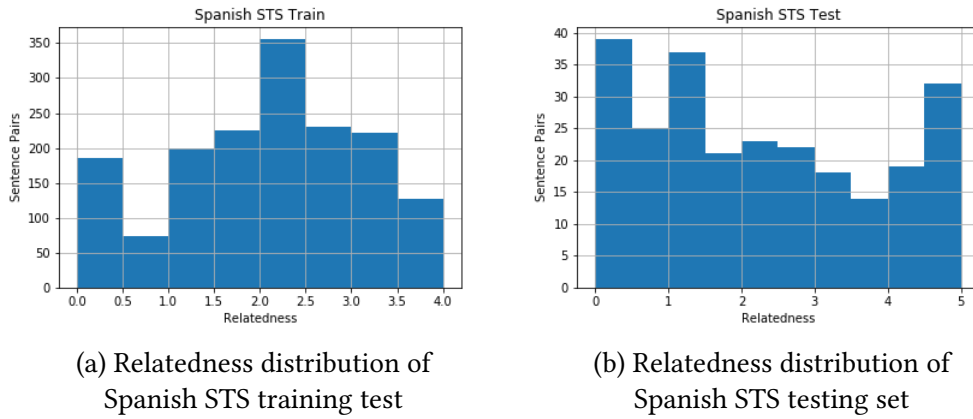 Spanish STS Train
350
300
250
200
150
100
50
0
Sentence Pairs
0.0 0.5 1.0 1.5 2.0 2.5 3.0 3.5 4.0
Relatedness
(a) Relatedness distribution of
Spanish STS training test
Spanish STS Test
40
35
30
25
20
15
10
5
0
Sentence Pairs
0 1 2 3 4 5
Relatedness
(b) Relatedness distribution of
Spanish STS testing set